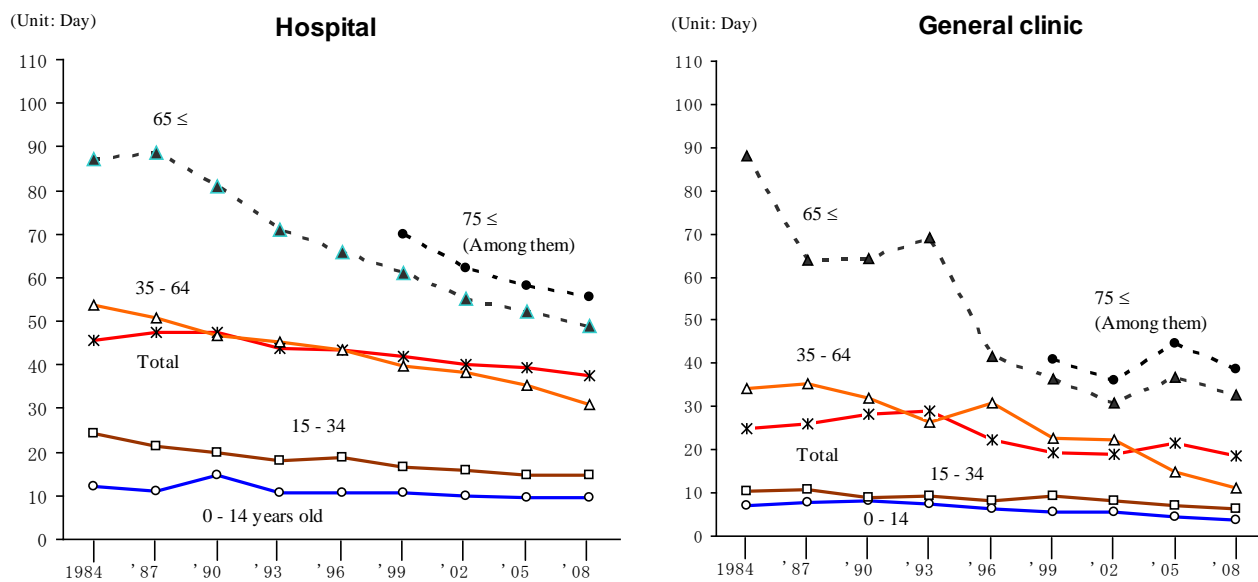 (Unit: Day)
Hospital
110
100
90
80
70
60
50
40
30
20
10
0
65 ≤
75 ≤
(Among them)
35 - 64
Total
15 - 34
0 - 14 years old
1984 '87 '90 '93 '96 '99 '02 '05 '08
(Unit: Day)
General clinic
110
100
90
80
70
60
50
40
30
20
10
0
65 ≤
75 ≤
(Among them)
35 - 64
Total
15 - 34
0 - 14
1984 '87 '90 '93 '96 '99 '02 '05 '08